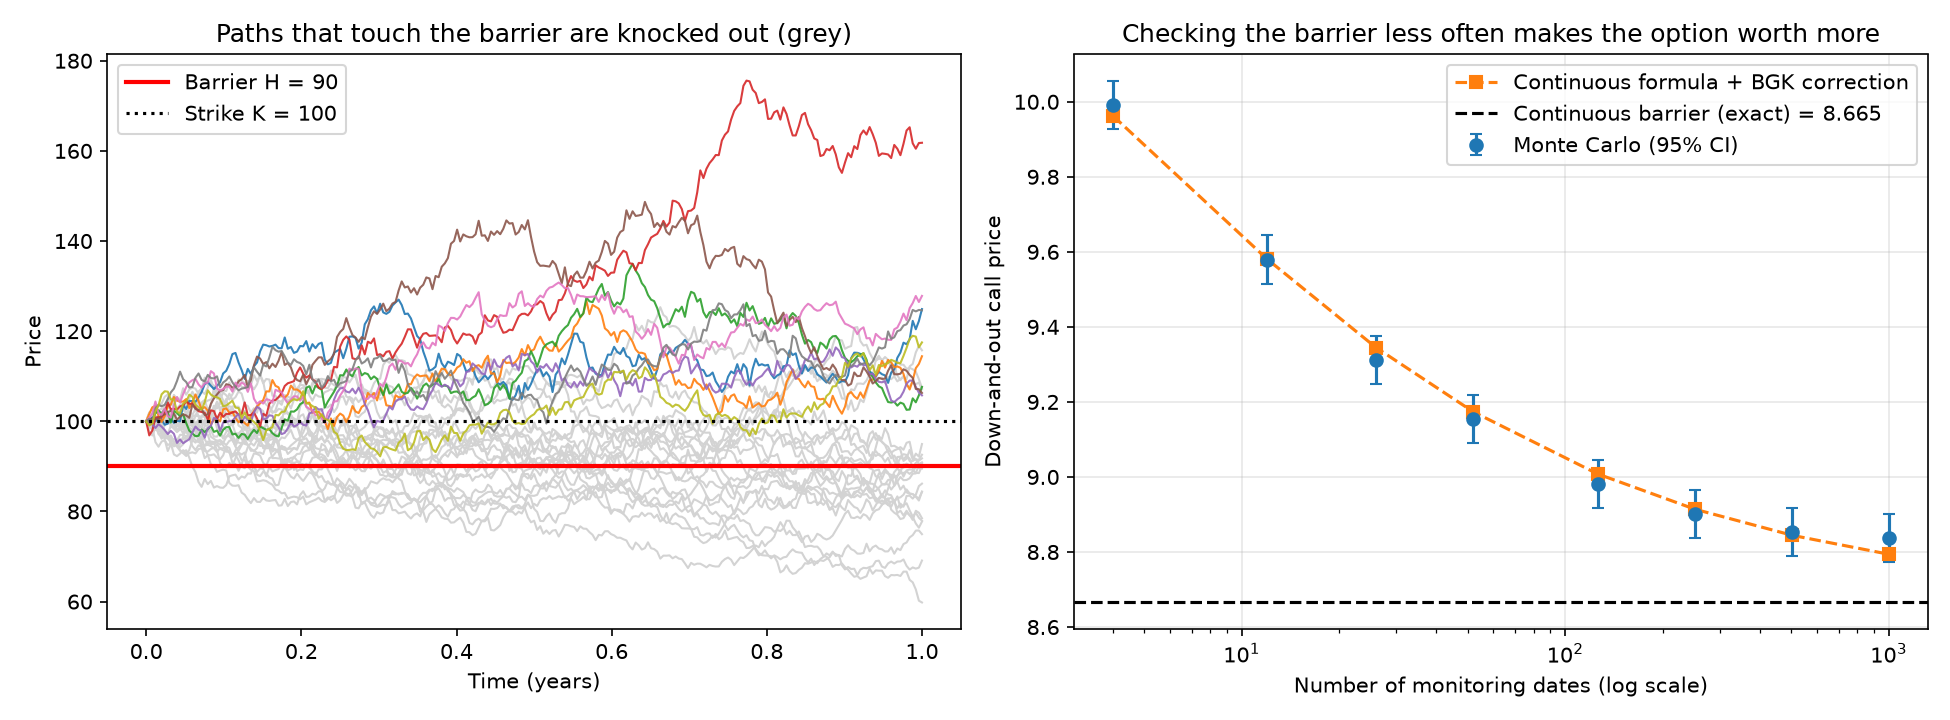 Paths that touch the barrier are knocked out (grey)
Barrier H = 90
Strike K = 100
180
160
140
120
100
80
60
Price
0.0 0.2 0.4 0.6 0.8 1.0
Time (years)
Checking the barrier less often makes the option worth more
Continuous formula + BGK correction
Continuous barrier (exact) = 8.665
Monte Carlo (95% CI)
10.0
9.8
9.6
9.4
9.2
9.0
8.8
8.6
Down-and-out call price
10¹ 10² 10³
Number of monitoring dates (log scale)